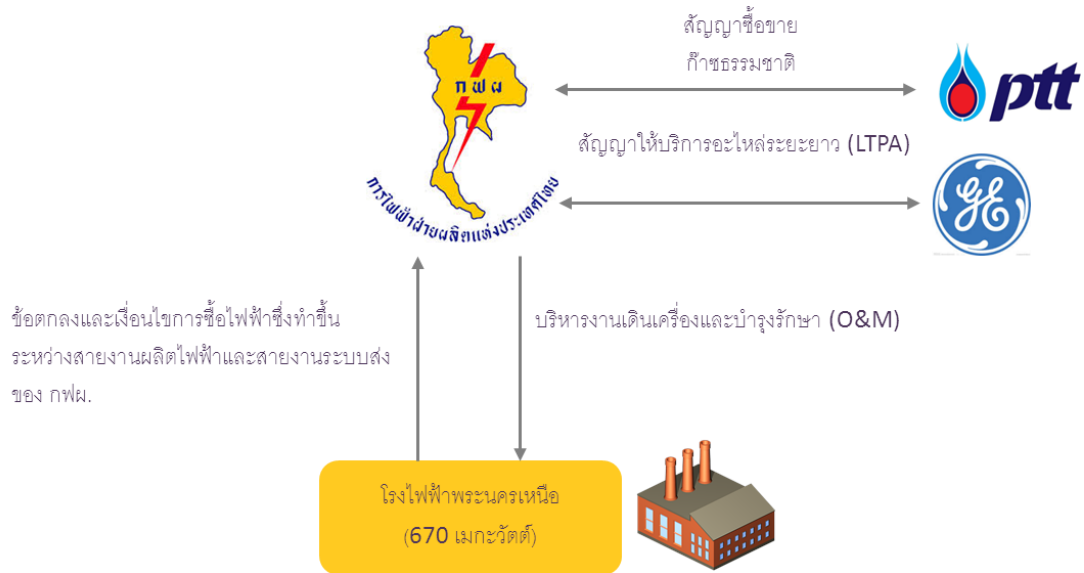 สัญญาซื้อขาย
ก๊าซธรรมชาติ
กฟผ
ptt
สัญญาให้บริการอะไหล่ระยะยาว (LTPA)
GE
การไฟฟ้าฝ่ายผลิตแห่งประเทศไทย
ข้อตกลงและเงื่อนไขการซื้อไฟฟ้าซึ่งทำขึ้น
ระหว่างสายงานผลิตไฟฟ้าและสายงานระบบส่ง
ของ กฟผ.
บริหารงานเดินเครื่องและบำรุงรักษา (O&M)
โรงไฟฟ้าพระนครเหนือ
(670 เมกะวัตต์)